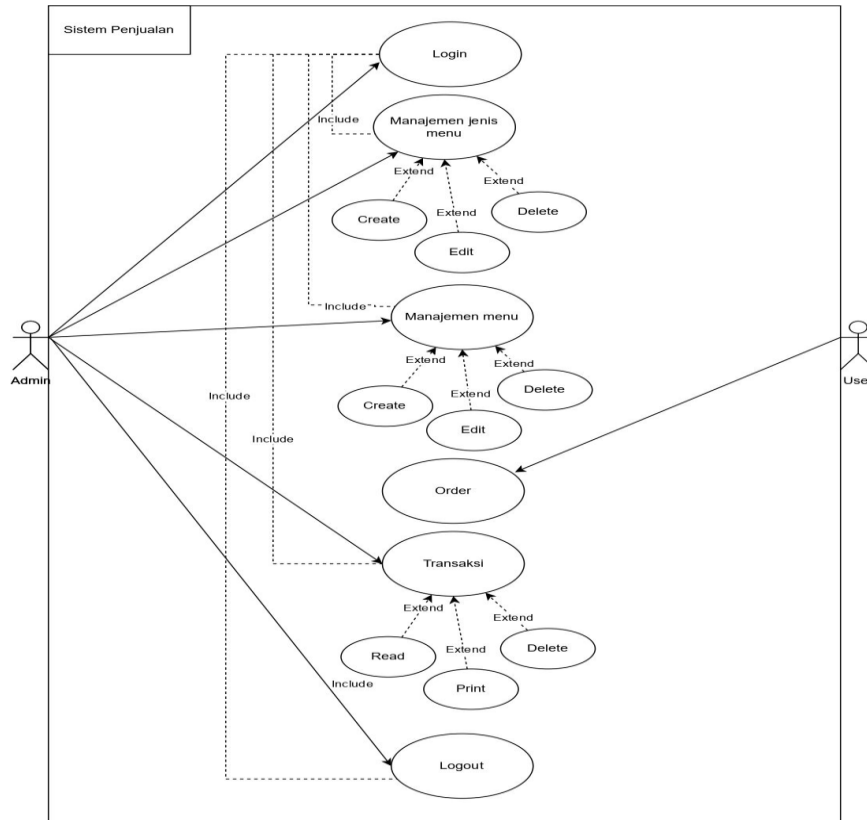 Sistem Penjualan
Login
Include
Manajemen jenis
menu
Extend
Extend
Extend
Create
Delete
Edit
Include
Manajemen menu
Admin
User
Extend
Extend
Extend
Create
Delete
Edit
Include
Include
Order
Transaksi
Extend
Extend
Extend
Read
Delete
Print
Include
Logout